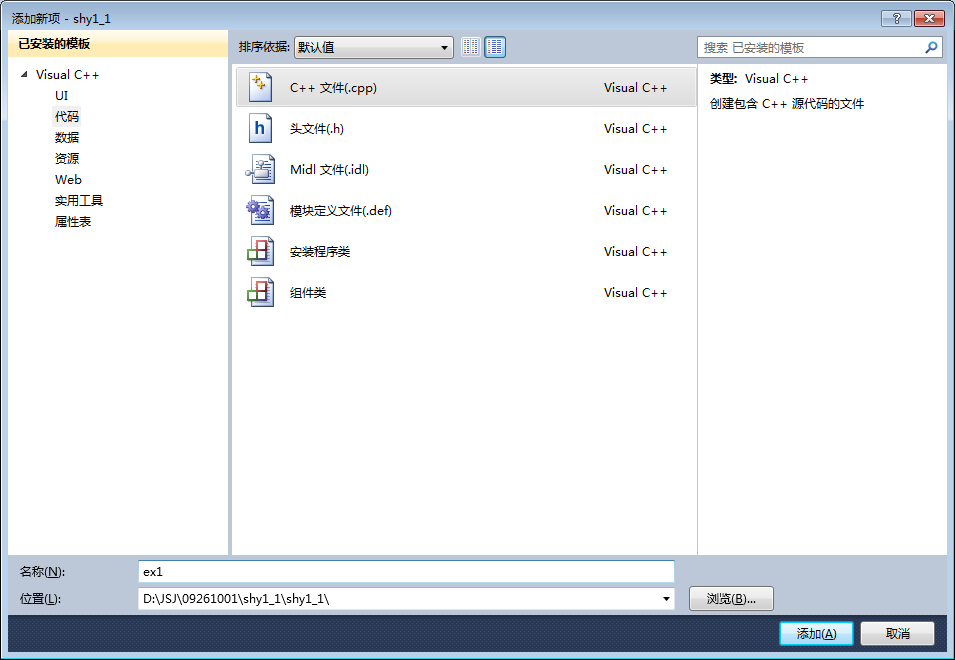 添加新项 - shy1_1
已安装的模板
排序依据: 默认值
搜索 已安装的模板
Visual C++
UI
代码
数据
资源
Web
实用工具
属性表
C++ 文件(.cpp) Visual C++
h 头文件(.h) Visual C++
Midl 文件(.idl) Visual C++
模块定义文件(.def) Visual C++
安装程序类 Visual C++
组件类 Visual C++
类型: Visual C++
创建包含 C++ 源代码的文件
名称(N): ex1
位置(L): D:\JSJ\09261001\shy1_1\shy1_1\ 浏览(B)...
添加(A) 取消